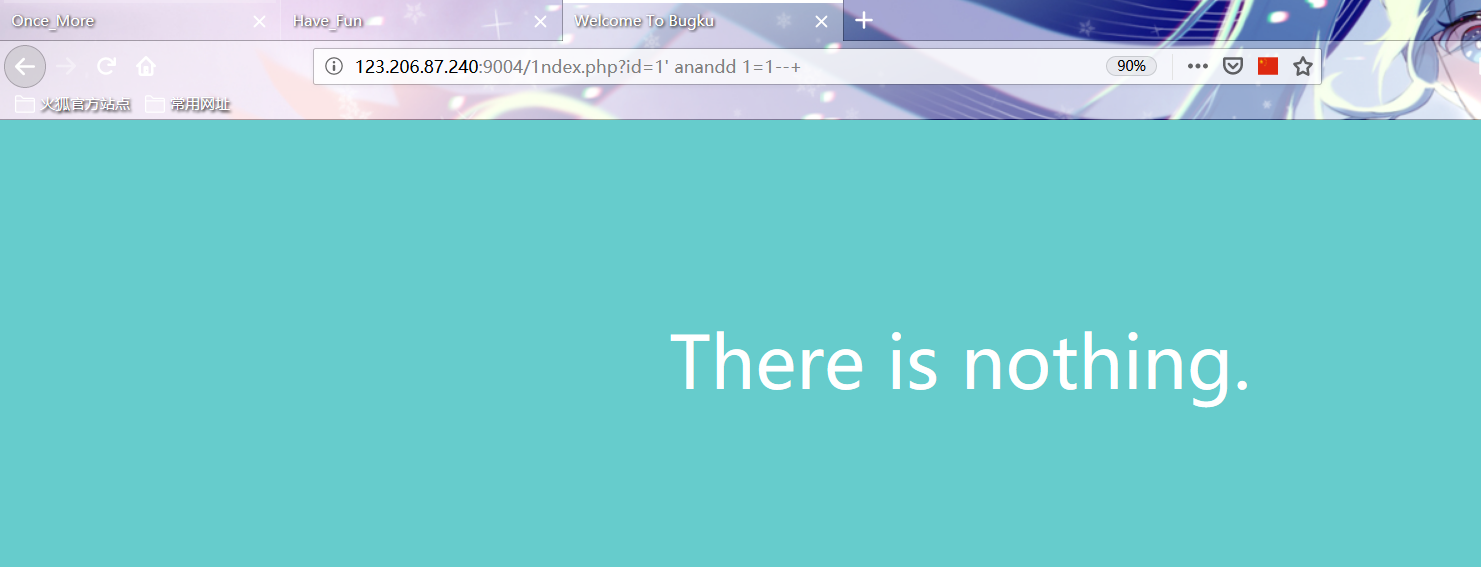 Once_More
Have_Fun
Welcome To Bugku
123.206.87.240:9004/1ndex.php?id=1' anandd 1=1--+
90%
火狐官方站点
常用网址
There is nothing.